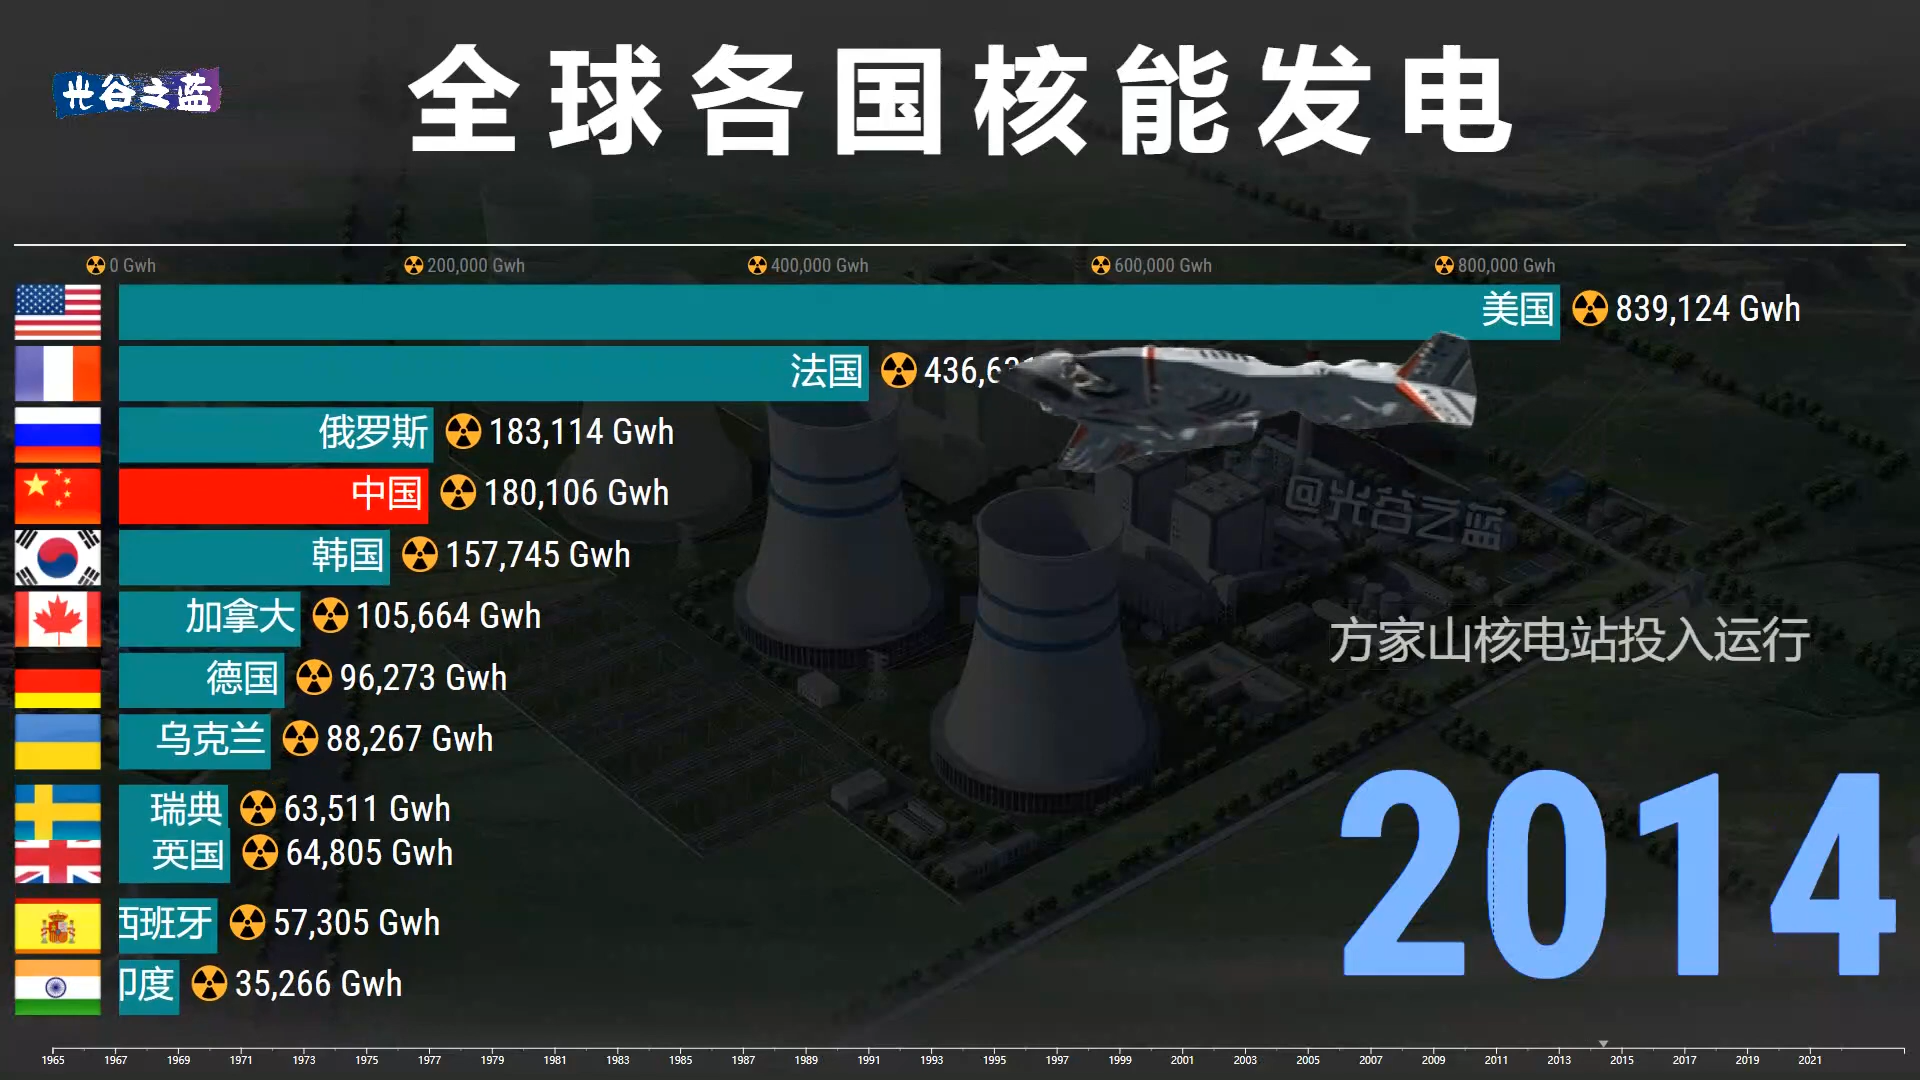 全球各国核能发电
光谷之蓝
0 Gwh 200,000 Gwh 400,000 Gwh 600,000 Gwh 800,000 Gwh
美国 839,124 Gwh
法国 436,6
俄罗斯 183,114 Gwh
中国 180,106 Gwh
韩国 157,745 Gwh
@光谷之蓝
加拿大 105,664 Gwh
方家山核电站投入运行
德国 96,273 Gwh
乌克兰 88,267 Gwh
瑞典 63,511 Gwh
英国 64,805 Gwh
2014
西班牙 57,305 Gwh
印度 35,266 Gwh
1965 1967 1969 1971 1973 1975 1977 1979 1981 1983 1985 1987 1989 1991 1993 1995 1997 1999 2001 2003 2005 2007 2009 2011 2013 2015 2017 2019 2021